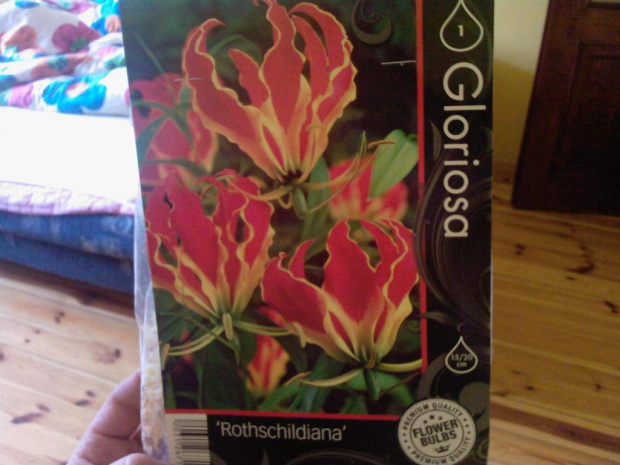 1
Gloriosa
15/20
cm
'Rothschildiana'
PREMIUM QUALITY
FLOWER
BULBS
PREMIUM QUALITY